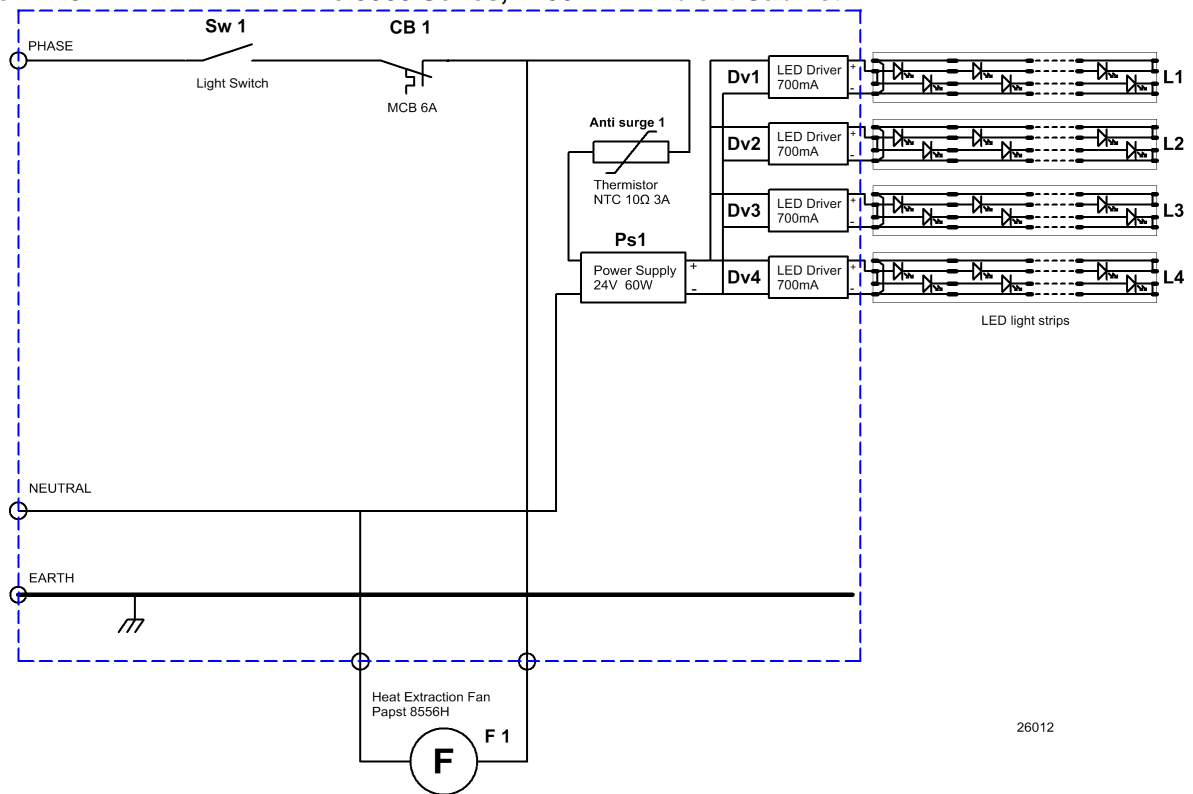 PHASE
Sw 1
Light Switch
CB 1
MCB 6A
Anti surge 1
Thermistor
NTC 10Ω 3A
Ps1
Power Supply
24V 60W
+
-
Dv1
LED Driver
700mA
+
-
L1
Dv2
LED Driver
700mA
+
-
L2
Dv3
LED Driver
700mA
+
-
L3
Dv4
LED Driver
700mA
+
-
L4
LED light strips
NEUTRAL
EARTH
Heat Extraction Fan
Papst 8556H
F
F 1
26012